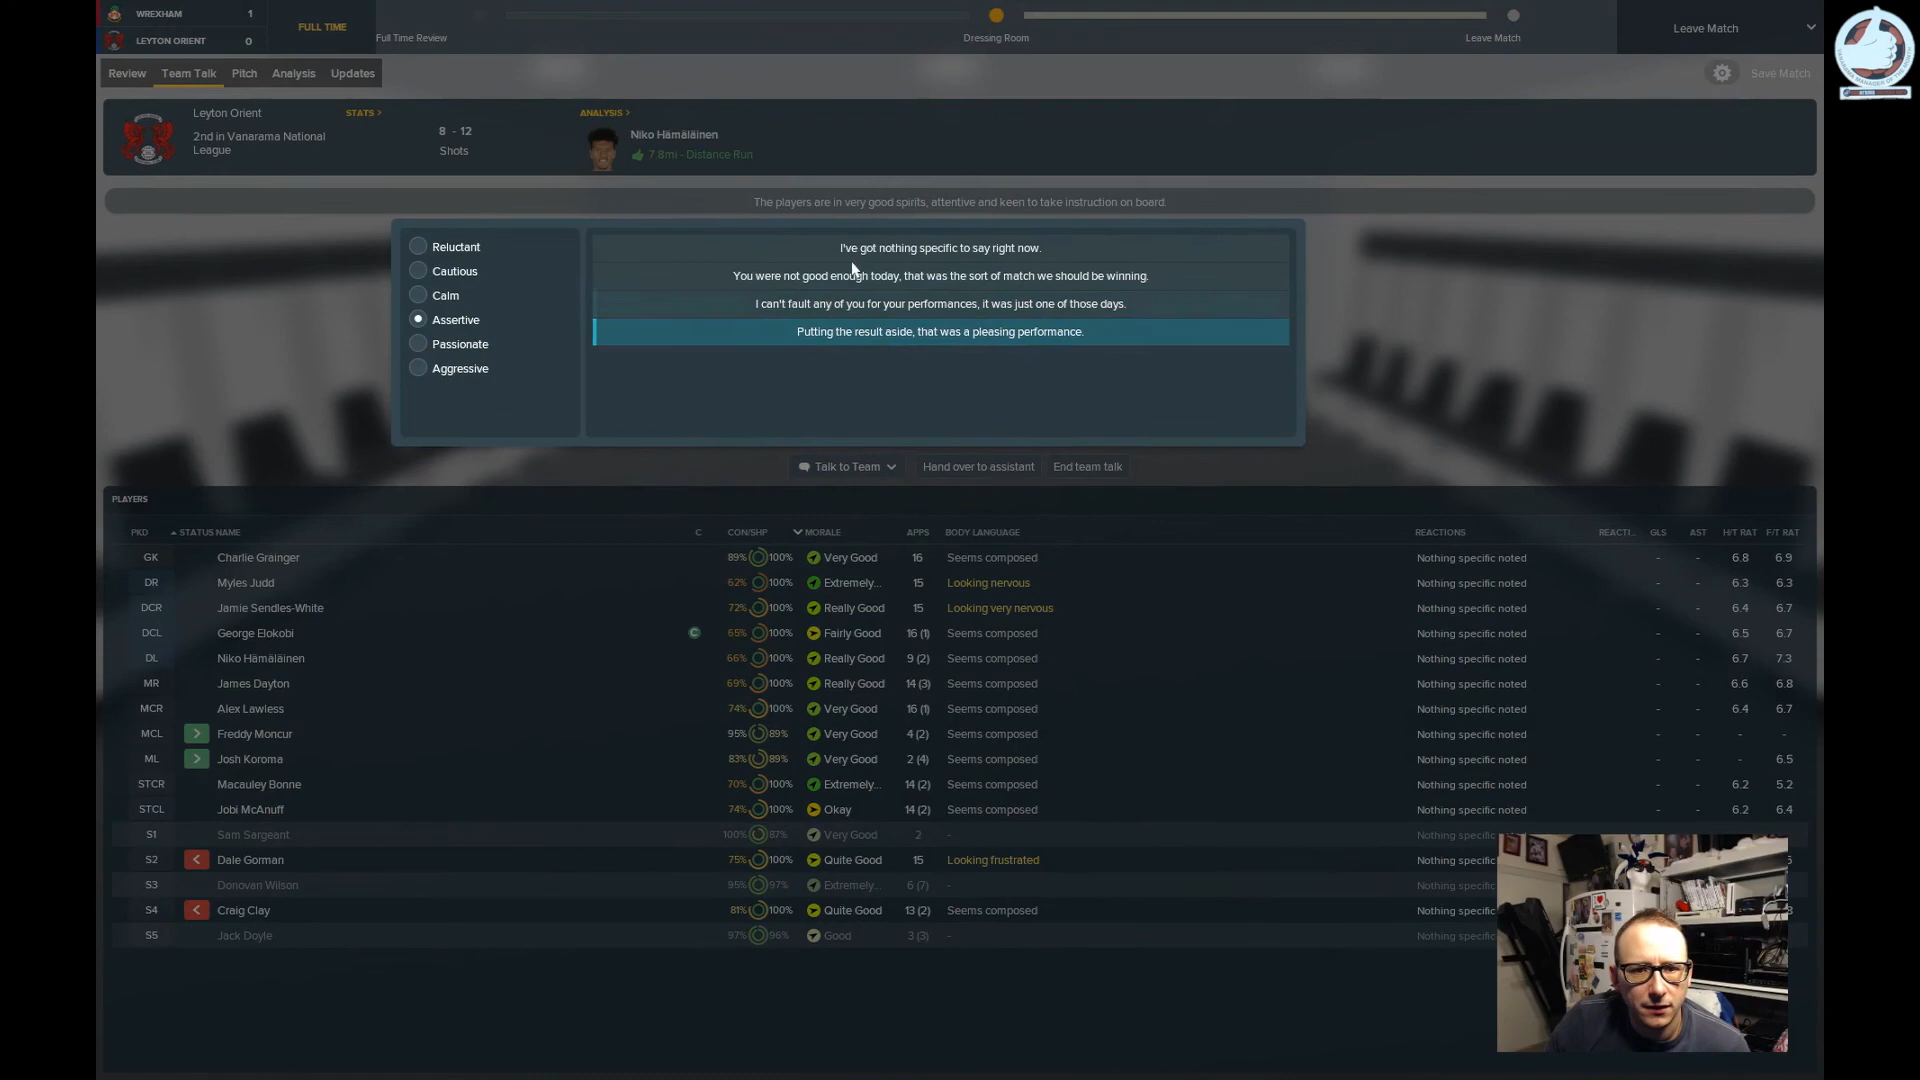 WREXHAM 1
LEYTON ORIENT 0
FULL TIME
Full Time Review
Dressing Room
Leave Match
Leave Match
Review Team Talk Pitch Analysis Updates
Save Match
Leyton Orient
2nd in Vanarama National
League
STATS >
8 - 12
Shots
ANALYSIS >
Niko Hämäläinen
7.8mi - Distance Run
The players are in very good spirits, attentive and keen to take instruction on board.
Reluctant
Cautious
Calm
Assertive
Passionate
Aggressive
I've got nothing specific to say right now.
You were not good enough today, that was the sort of match we should be winning.
I can't fault any of you for your performances, it was just one of those days.
Putting the result aside, that was a pleasing performance.
Talk to Team Hand over to assistant End team talk
PLAYERS
PKD STATUS NAME C CON/SHP MORALE APPS BODY LANGUAGE REACTIONS REACTI... GLS AST H/T RAT F/T RAT
GK Charlie Grainger 89% 100% Very Good 16 Seems composed Nothing specific noted - - 6.8 6.9
DR Myles Judd 62% 100% Extremely... 15 Looking nervous Nothing specific noted - - 6.3 6.3
DCR Jamie Sendles-White 72% 100% Really Good 15 Looking very nervous Nothing specific noted - - 6.4 6.7
DCL George Elokobi C 65% 100% Fairly Good 16 (1) Seems composed Nothing specific noted - - 6.5 6.7
DL Niko Hämäläinen 66% 100% Really Good 9 (2) Seems composed Nothing specific noted - - 6.7 7.3
MR James Dayton 69% 100% Really Good 14 (3) Seems composed Nothing specific noted - - 6.6 6.8
MCR Alex Lawless 74% 100% Very Good 16 (1) Seems composed Nothing specific noted - - 6.4 6.7
MCL Freddy Moncur 95% 89% Very Good 4 (2) Seems composed Nothing specific noted - - - -
ML Josh Koroma 83% 89% Very Good 2 (4) Seems composed Nothing specific noted - - - 6.5
STCR Macauley Bonne 70% 100% Extremely... 14 (2) Seems composed Nothing specific noted - - 6.2 5.2
STCL Jobi McAnuff 74% 100% Okay 14 (2) Seems composed Nothing specific noted - - 6.2 6.4
S1 Sam Sargeant 100% 87% Very Good 2 - Nothing specific
S2 Dale Gorman 75% 100% Quite Good 15 Looking frustrated Nothing specific
S3 Donovan Wilson 95% 97% Extremely... 6 (7) - Nothing specific
S4 Craig Clay 81% 100% Quite Good 13 (2) Seems composed Nothing specific
S5 Jack Doyle 97% 96% Good 3 (3) - Nothing specific